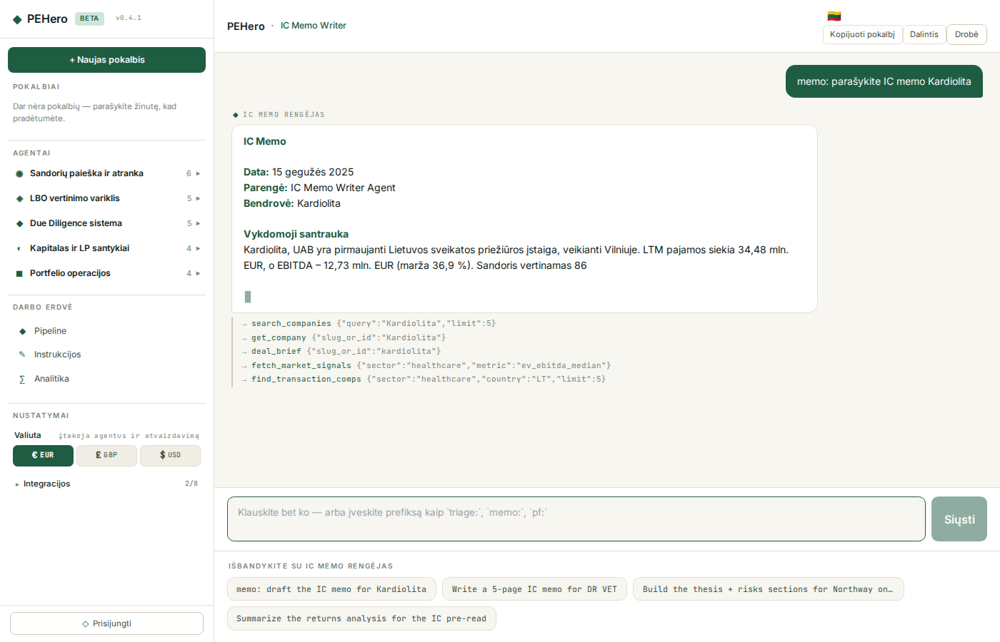 PEHero BETA v0.4.1
+ Naujas pokalbis
POKALBIAI
Dar nėra pokalbių — parašykite žinutę, kad
pradėtumėte.
AGENTAI
Sandorių paieška ir atranka 6
LBO vertinimo variklis 5
Due Diligence sistema 5
Kapitalas ir LP santykiai 4
Portfelio operacijos 4
DARBO ERDVĖ
Pipeline
Instrukcijos
Analitika
NUSTATYMAI
Valiuta įtakoja agentus ir atvaizdavimą
€ EUR £ GBP $ USD
Integracijos 2/8
Prisijungti
PEHero · IC Memo Writer
Kopijuoti pokalbį Dalintis Drobė
memo: parašykite IC memo Kardiolita
IC MEMO RENGĖJAS
IC Memo
Data: 15 gegužės 2025
Parengė: IC Memo Writer Agent
Bendrovė: Kardiolita
Vykdomoji santrauka
Kardiolita, UAB yra pirmaujanti Lietuvos sveikatos priežiūros įstaiga, veikianti Vilniuje. LTM pajamos siekia 34,48 mln.
EUR, o EBITDA – 12,73 mln. EUR (marža 36,9 %). Sandoris vertinamas 86
→ search_companies {"query":"Kardiolita","limit":5}
→ get_company {"slug_or_id":"Kardiolita"}
→ deal_brief {"slug_or_id":"kardiolita"}
→ fetch_market_signals {"sector":"healthcare","metric":"ev_ebitda_median"}
→ find_transaction_comps {"sector":"healthcare","country":"LT","limit":5}
Klauskite bet ko — arba įveskite prefiksą kaip `triage:`, `memo:`, `pf:`
Siųsti
IŠBANDYKITE SU IC MEMO RENGĖJAS
memo: draft the IC memo for Kardiolita
Write a 5-page IC memo for DR VET
Build the thesis + risks sections for Northway on…
Summarize the returns analysis for the IC pre-read